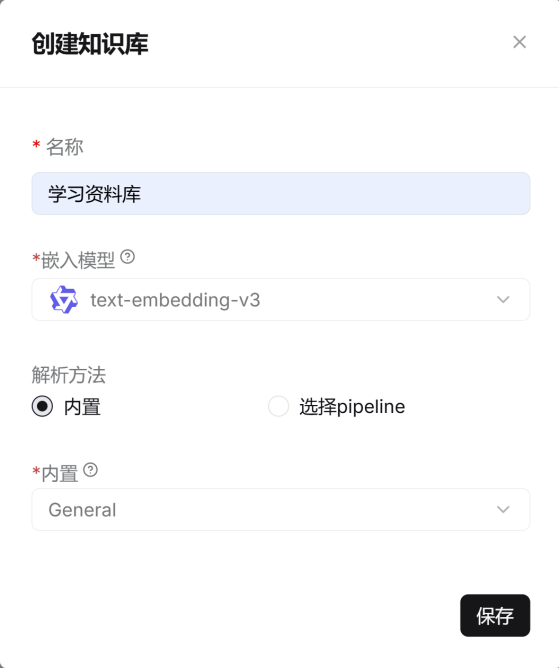 创建知识库
* 名称
学习资料库
*嵌入模型
text-embedding-v3
解析方法
内置 选择pipeline
*内置
General
保存